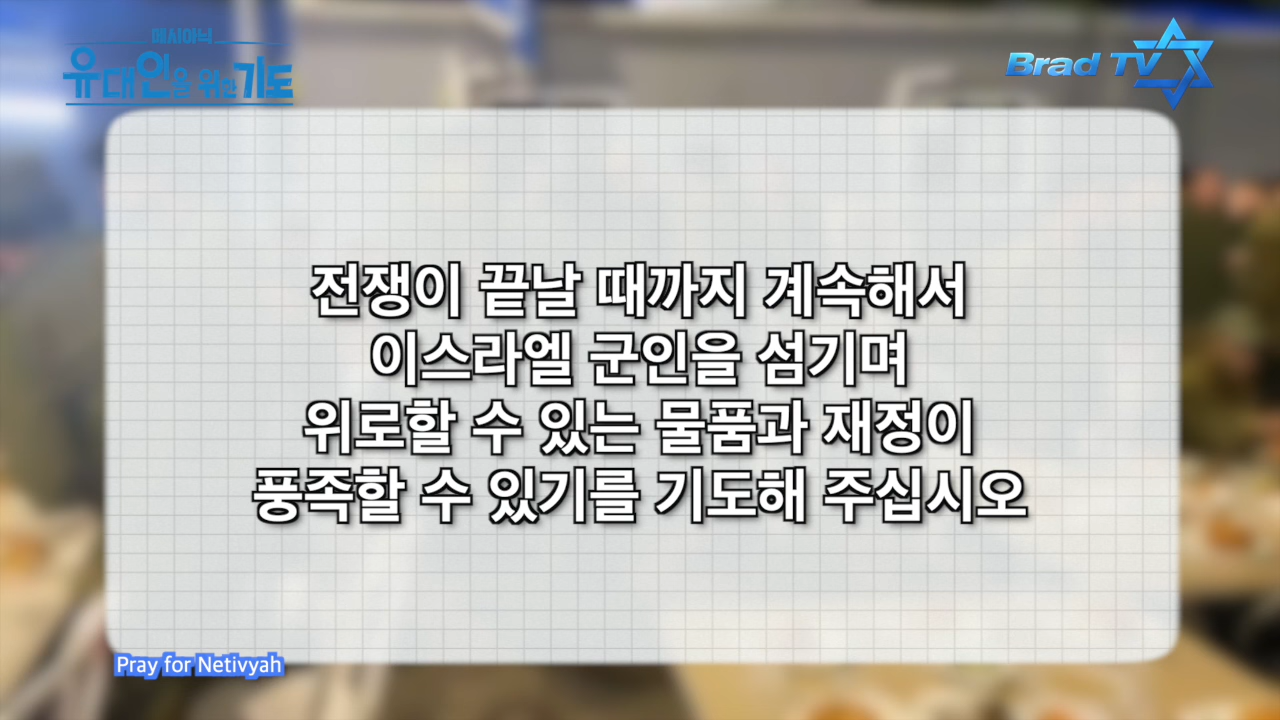 메시아닉
유대인을 위한 기도
Brad TV
전쟁이 끝날 때까지 계속해서
이스라엘 군인을 섬기며
위로할 수 있는 물품과 재정이
풍족할 수 있기를 기도해 주십시오
Pray for Netivyah